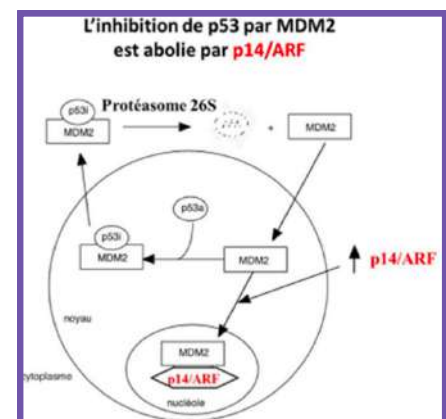 L'inhibition de p53 par MDM2
est abolie par p14/ARF
p53i
MDM2
Protéasome 26S
+
MDM2
p53a
p53i
MDM2
MDM2
p14/ARF
noyau
MDM2
p14/ARF
cytoplasme
nucléole